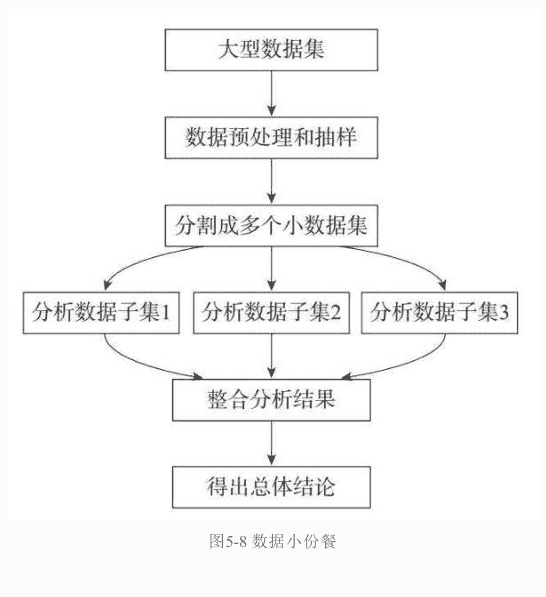 大型数据集
数据预处理和抽样
分割成多个小数据集
分析数据子集1
分析数据子集2
分析数据子集3
整合分析结果
得出总体结论
图5-8 数据小份餐